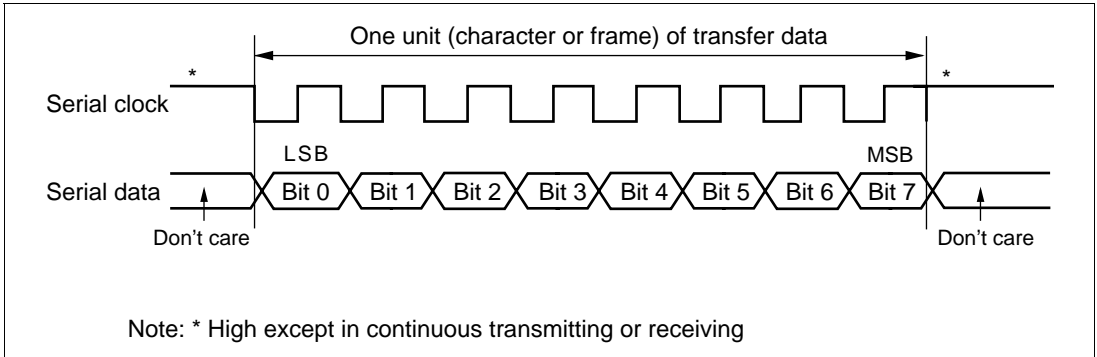 One unit (character or frame) of transfer data
* *
Serial clock
LSB MSB
Serial data Bit 0 Bit 1 Bit 2 Bit 3 Bit 4 Bit 5 Bit 6 Bit 7
Don't care Don't care
Note: * High except in continuous transmitting or receiving